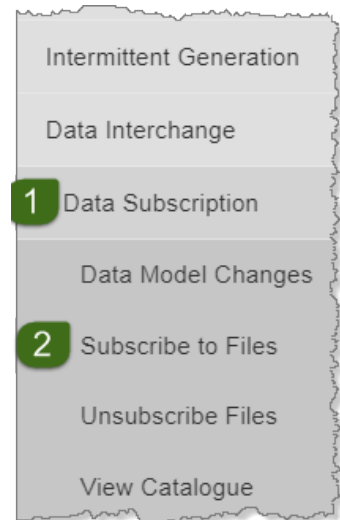 Intermittent Generation
Data Interchange
1 Data Subscription
Data Model Changes
2 Subscribe to Files
Unsubscribe Files
View Catalogue